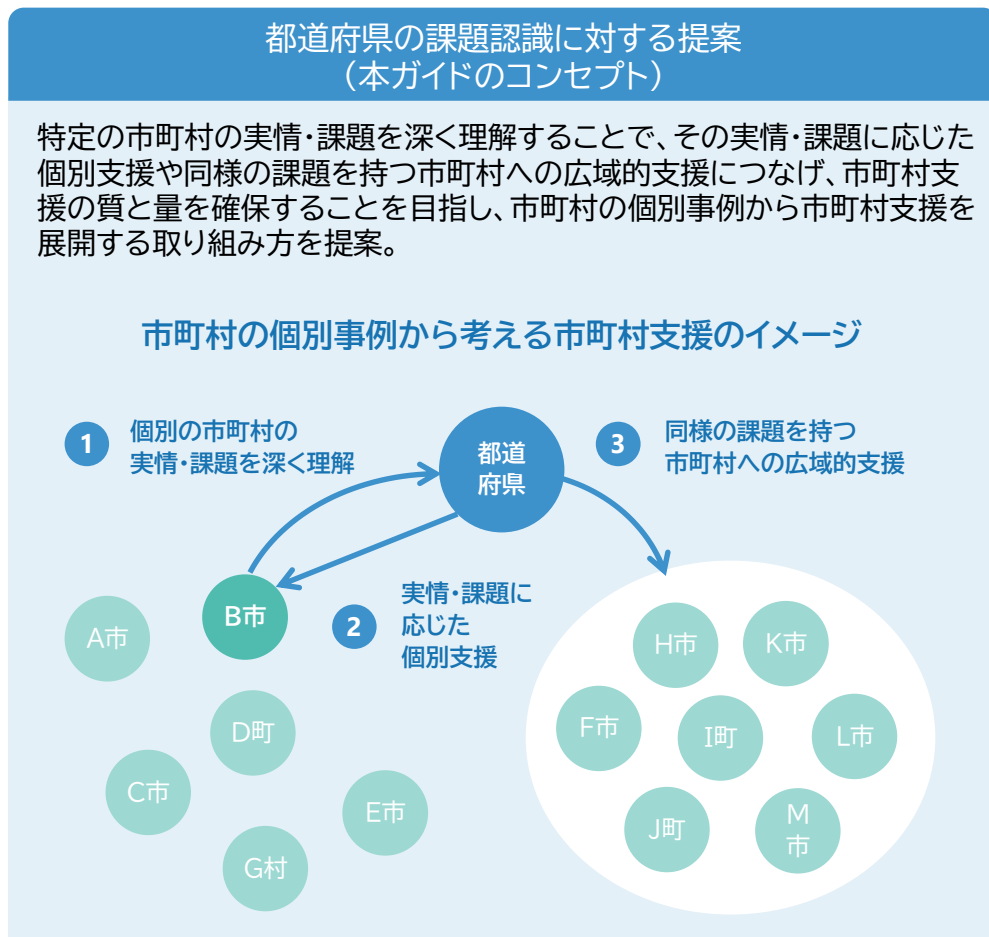 都道府県の課題認識に対する提案
（本ガイドのコンセプト）
特定の市町村の実情・課題を深く理解することで、その実情・課題に応じた
個別支援や同様の課題を持つ市町村への広域的支援につなげ、市町村支
援の質と量を確保することを目指し、市町村の個別事例から市町村支援を
展開する取り組み方を提案。
市町村の個別事例から考える市町村支援のイメージ
1
個別の市町村の
実情・課題を深く理解
都道
府県
3
同様の課題を持つ
市町村への広域的支援
2
実情・課題に
応じた
個別支援
A市
B市
D町
C市
E市
G村
H市
K市
F市
I町
L市
J町
M
市